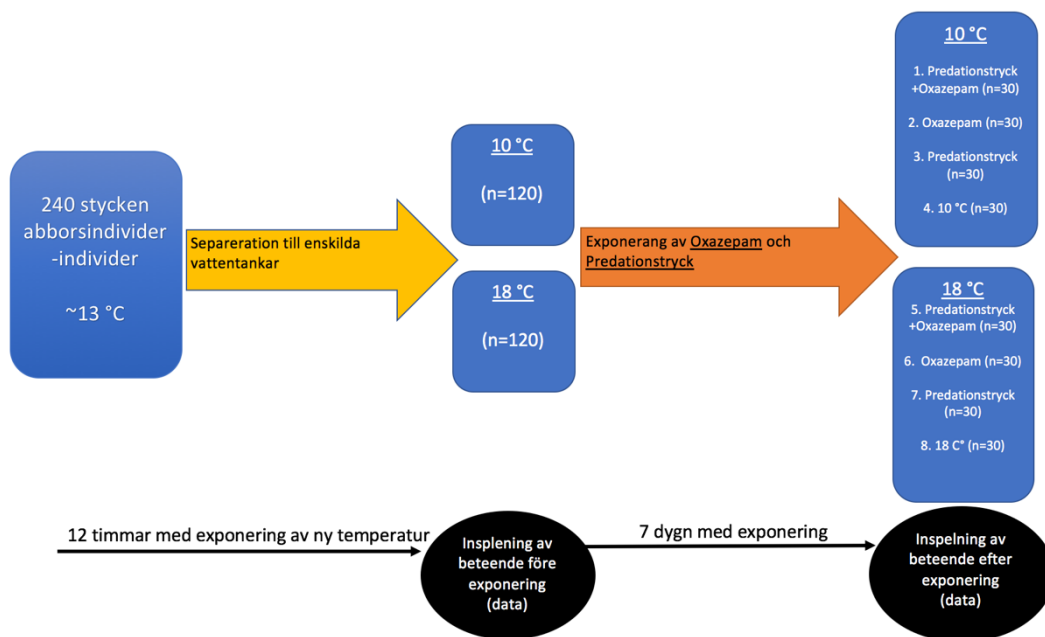 240 stycken
abborsindivider
-individer
~13 °C
Separeration till enskilda
vattentankar
10 °C
(n=120)
18 °C
(n=120)
Exponerang av Oxazepam och
Predationstryck
10 °C
1. Predationstryck
+Oxazepam (n=30)
2. Oxazepam (n=30)
3. Predationstryck
(n=30)
4. 10 °C (n=30)
18 °C
5. Predationstryck
+Oxazepam (n=30)
6. Oxazepam (n=30)
7. Predationstryck
(n=30)
8. 18 C° (n=30)
12 timmar med exponering av ny temperatur
Insplening av
beteende före
exponering
(data)
7 dygn med exponering
Inspelning av
beteende efter
exponering
(data)